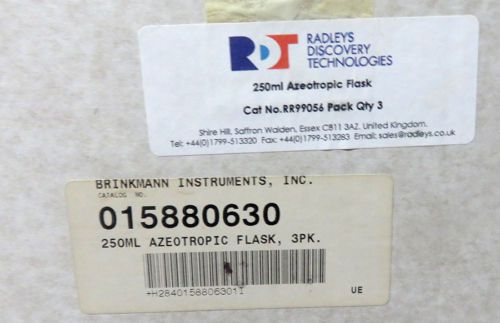 RDT
RADLEYS
DISCOVERY
TECHNOLOGIES
250ml Azeotropic Flask
Cat No.RR99056 Pack Qty 3
Shire Hill, Saffron Walden, Essex CB11 3AZ, United Kingdom.
Tel: +44(0)1799-513320 Fax: +44(0)1799-513283 Email: sales@radleys.co.uk
BRINKMANN INSTRUMENTS, INC.
CATALOG NO.
015880630
250ML AZEOTROPIC FLASK, 3PK.
+H2840158806301I
UE